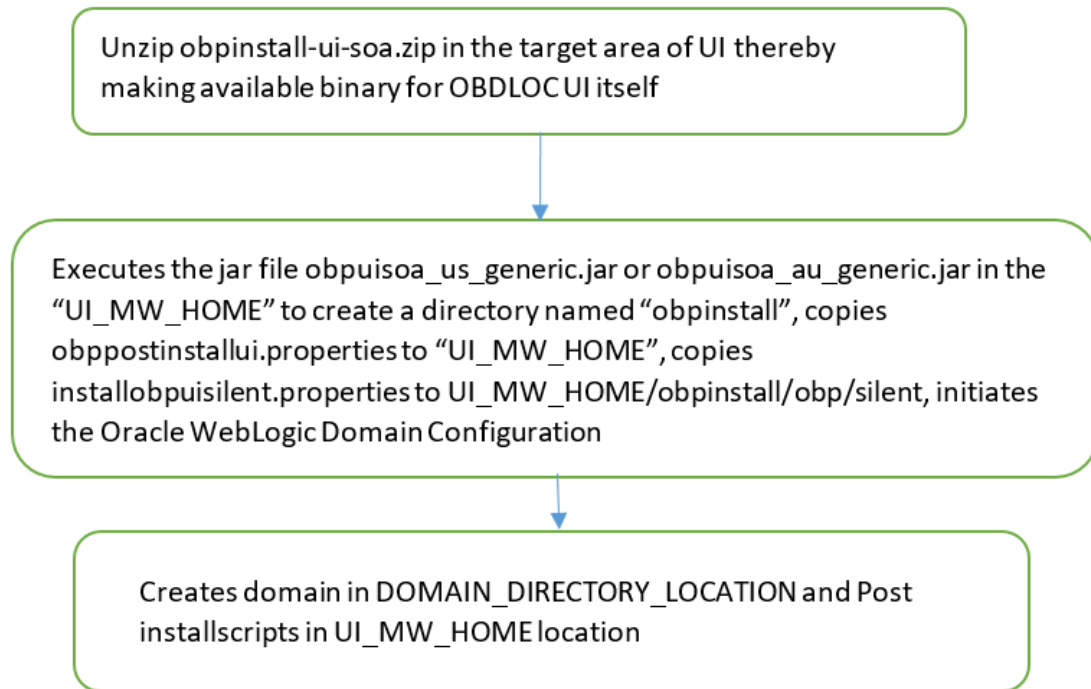 Unzip obpinstall-ui-soa.zip in the target area of UI thereby
making available binary for OBDLOC UI itself
Executes the jar file obpuisoa_us_generic.jar or obpuisoa_au_generic.jar in the
“UI_MW_HOME” to create a directory named “obpinstall”, copies
obppostinstallui.properties to “UI_MW_HOME”, copies
installobpuisilent.properties to UI_MW_HOME/obpinstall/obp/silent, initiates
the Oracle WebLogic Domain Configuration
Creates domain in DOMAIN_DIRECTORY_LOCATION and Post
installscripts in UI_MW_HOME location